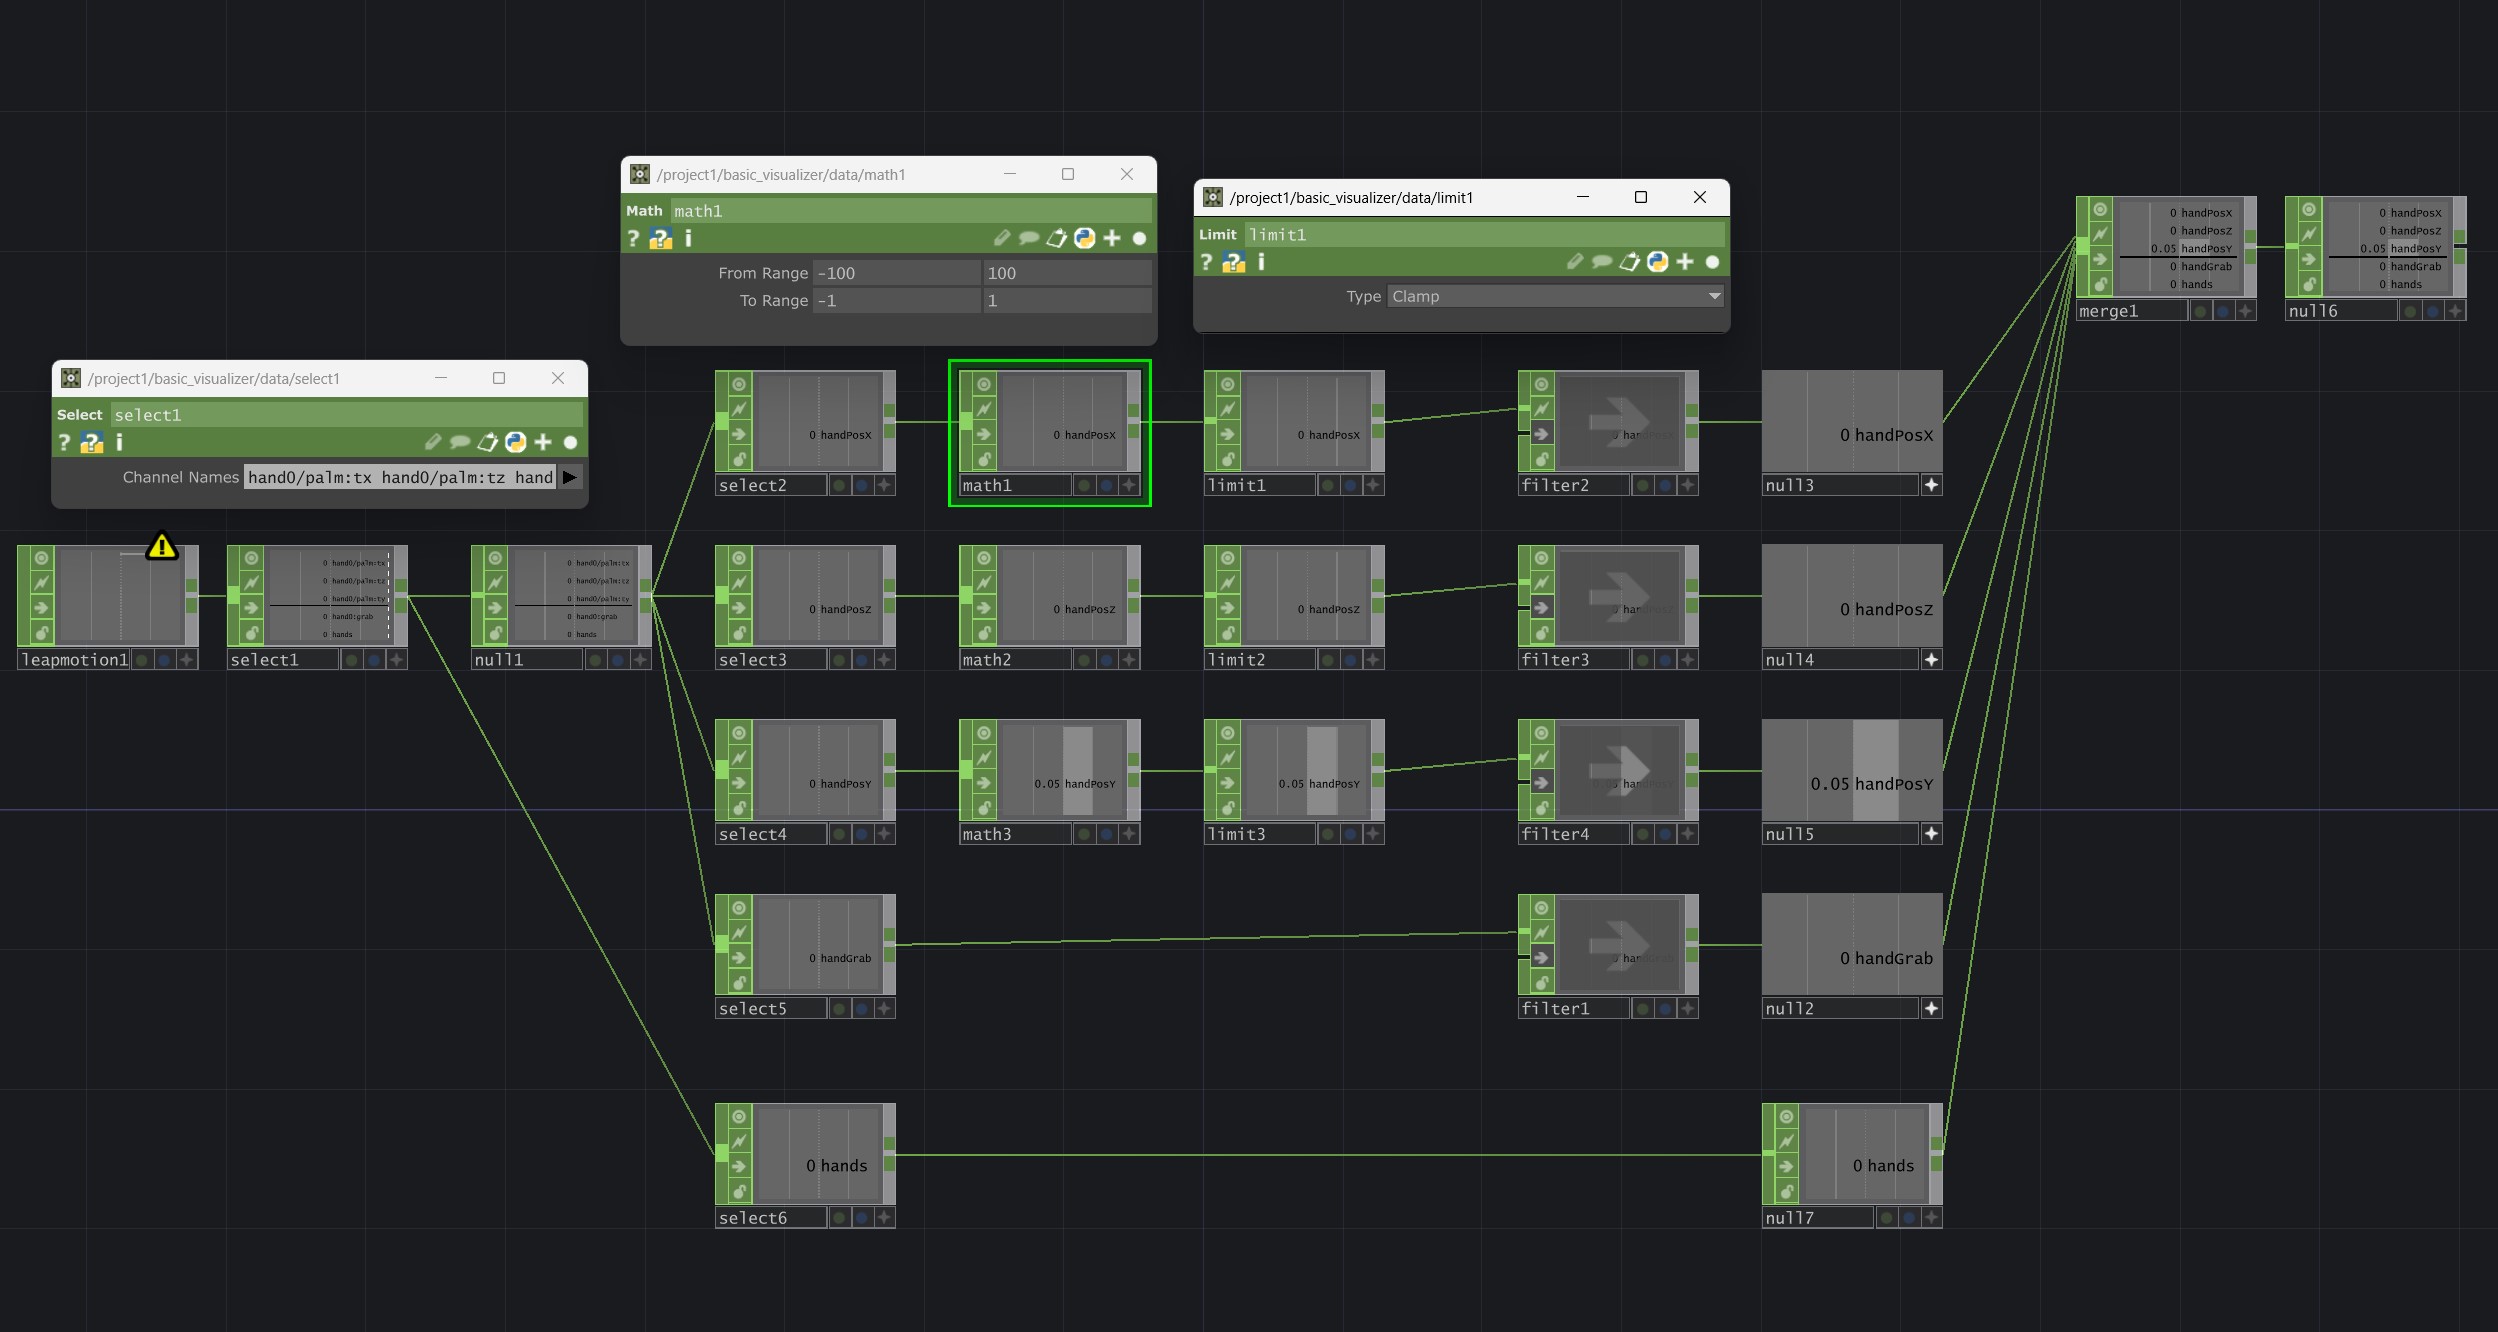 /project1/basic_visualizer/data/math1
Math math1
? ? i
From Range -100 100
To Range -1 1
/project1/basic_visualizer/data/limit1
Limit limit1
? ? i
Type Clamp
0 handPosX
0 handPosZ
0.05 handPosY
0 handGrab
0 hands
merge1
0 handPosX
0 handPosZ
0.05 handPosY
0 handGrab
0 hands
null6
/project1/basic_visualizer/data/select1
Select select1
? ? i
Channel Names hand0/palm:tx hand0/palm:tz hand
0 handPosX
select2
0 handPosX
math1
0 handPosX
limit1
filter2
0 handPosX
null3
leapmotion1
0 hand0/palm:tx
0 hand0/palm:tz
0 hand0/palm:ty
0 hand0:grab
0 hands
select1
0 hand0/palm:tx
0 hand0/palm:tz
0 hand0/palm:ty
0 hand0:grab
0 hands
null1
0 handPosZ
select3
0 handPosZ
math2
0 handPosZ
limit2
filter3
0 handPosZ
null4
0 handPosY
select4
0.05 handPosY
math3
0.05 handPosY
limit3
filter4
0.05 handPosY
null5
0 handGrab
select5
filter1
0 handGrab
null2
0 hands
select6
0 hands
null7